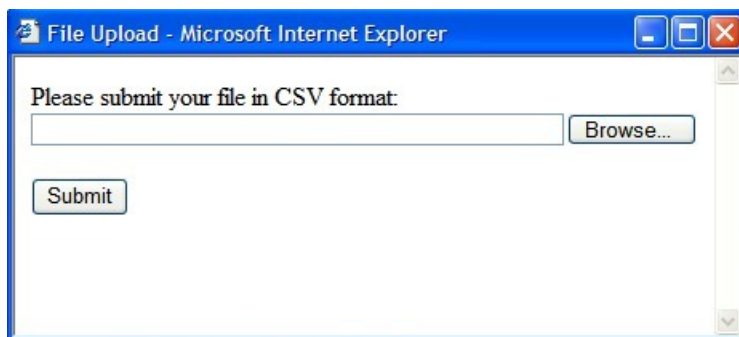 File Upload - Microsoft Internet Explorer
Please submit your file in CSV format:
Browse...
Submit